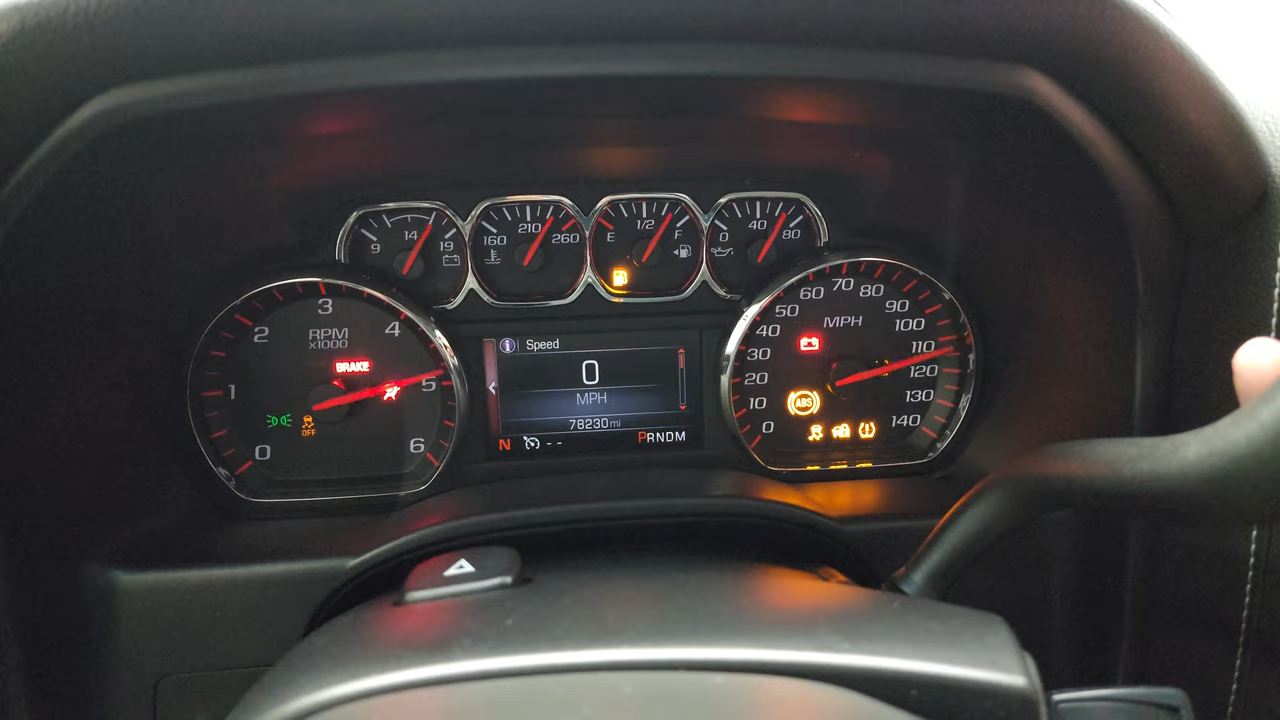 9 14 19
160 210 260
E 1/2 F
0 40 80
0 1 2 3 4 5 6
RPM
x1000
BRAKE
OFF
i Speed
0
MPH
78230 mi
N -- PRNDM
0 10 20 30 40 50 60 70 80 90 100 110 120 130 140
MPH
ABS